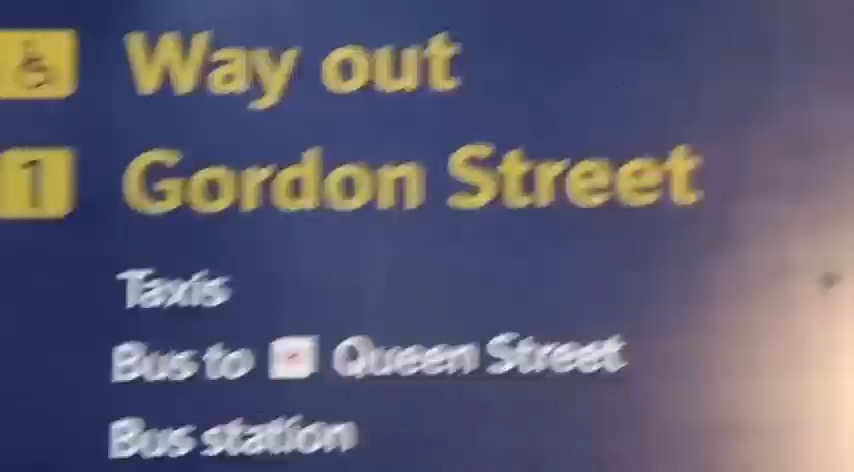 Way out
1 Gordon Street
Taxis
Bus to Queen Street
Bus station